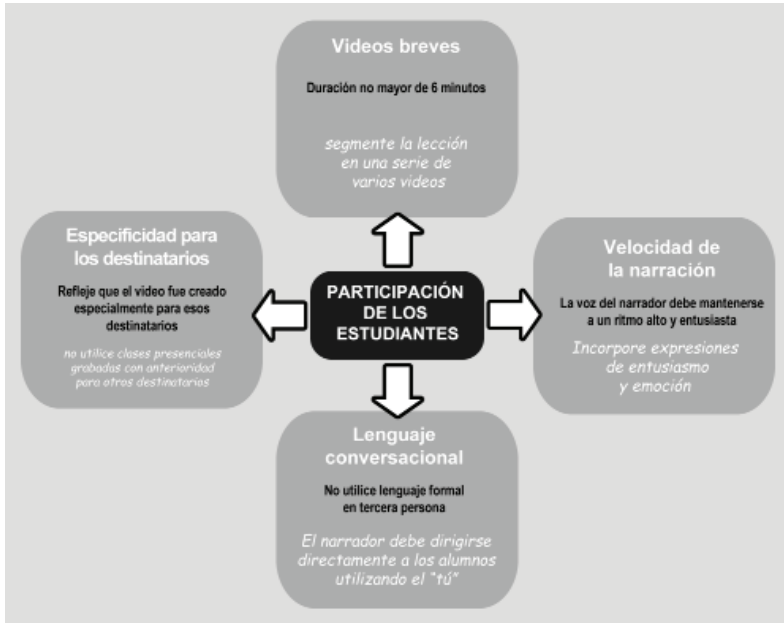 Videos breves
Duración no mayor de 6 minutos
segmente la lección
en una serie de
varios videos
Especificidad para
los destinatarios
Refleje que el video fue creado
especialmente para esos
destinatarios
no utilice clases presenciales
grabadas con anterioridad
para otros destinatarios
PARTICIPACIÓN
DE LOS
ESTUDIANTES
Velocidad de
la narración
La voz del narrador debe mantenerse
a un ritmo alto y entusiasta
Incorpore expresiones
de entusiasmo
y emoción
Lenguaje
conversacional
No utilice lenguaje formal
en tercera persona
El narrador debe dirigirse
directamente a los alumnos
utilizando el "tú"